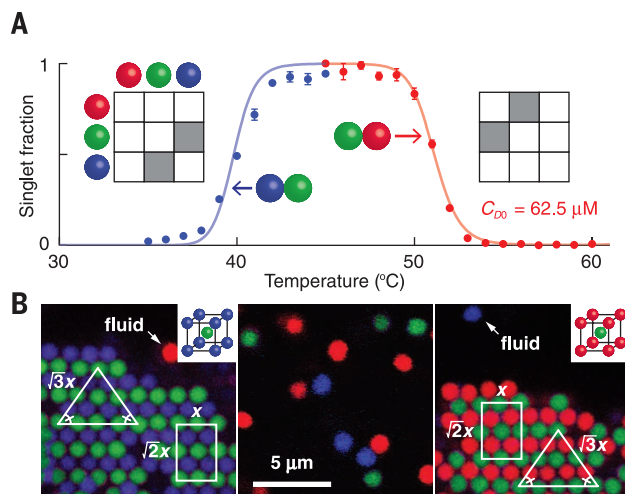 A
1
Singlet fraction
0
C_D0 = 62.5 μM
30
40
50
60
Temperature (°C)
B
fluid
√3x
x
√2x
5 μm
fluid
x
√2x
√3x